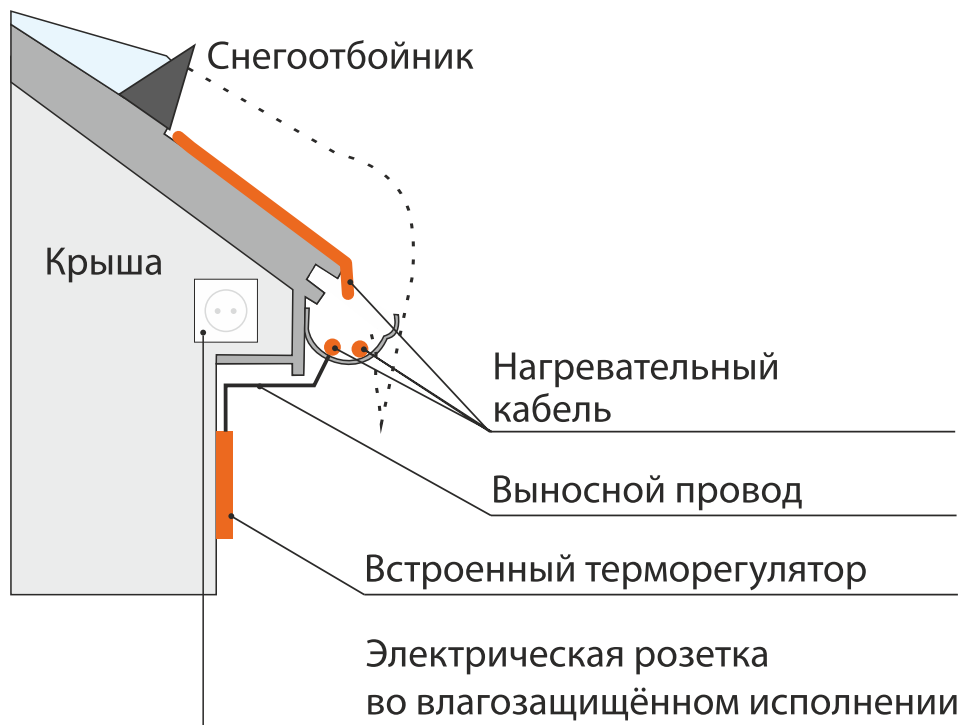 Снегоотбойник
Крыша
Нагревательный
кабель
Выносной провод
Встроенный терморегулятор
Электрическая розетка
во влагозащищённом исполнении